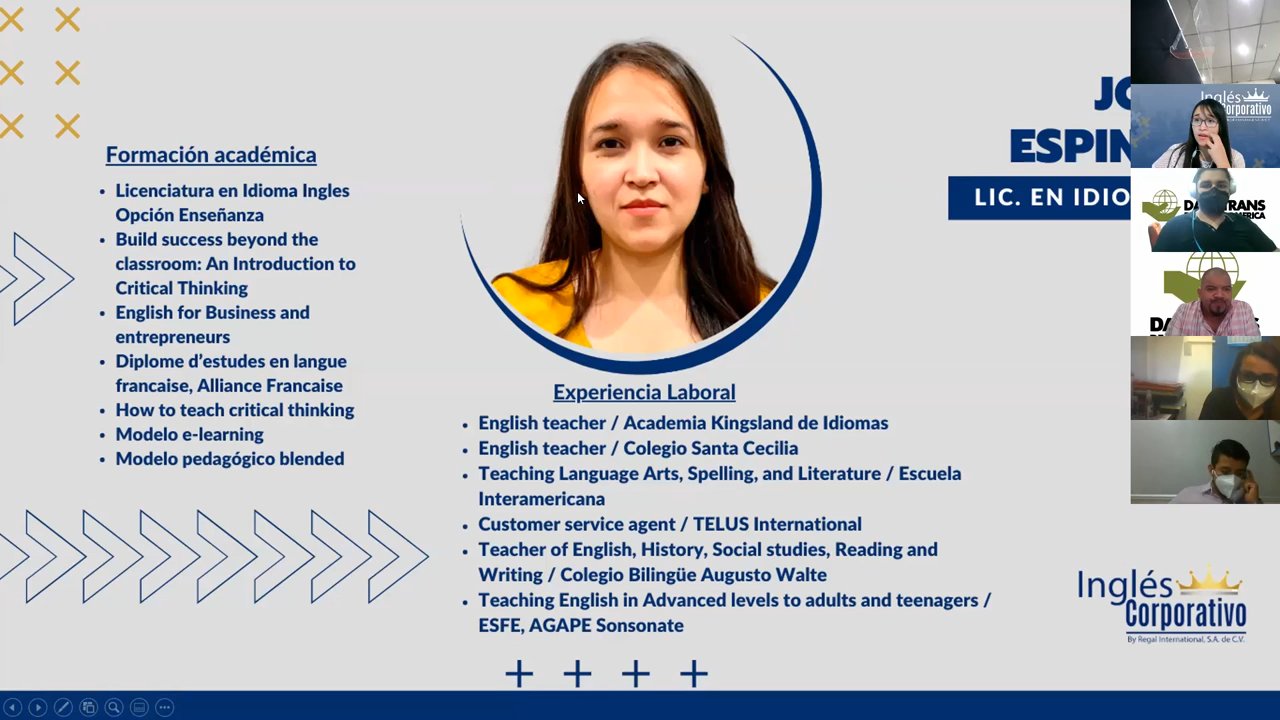 Formación académica
Licenciatura en Idioma Ingles
Opción Enseñanza
Build success beyond the
classroom: An Introduction to
Critical Thinking
English for Business and
entrepreneurs
Diplome d’estudes en langue
francaise, Alliance Francaise
How to teach critical thinking
Modelo e-learning
Modelo pedagógico blended
Experiencia Laboral
English teacher / Academia Kingsland de Idiomas
English teacher / Colegio Santa Cecilia
Teaching Language Arts, Spelling, and Literature / Escuela
Interamericana
Customer service agent / TELUS International
Teacher of English, History, Social studies, Reading and
Writing / Colegio Bilingüe Augusto Walte
Teaching English in Advanced levels to adults and teenagers /
ESFE, AGAPE Sonsonate
LIC. EN
Inglés
Corporativo
By Regal International, S.A. de C.V.
Inglés